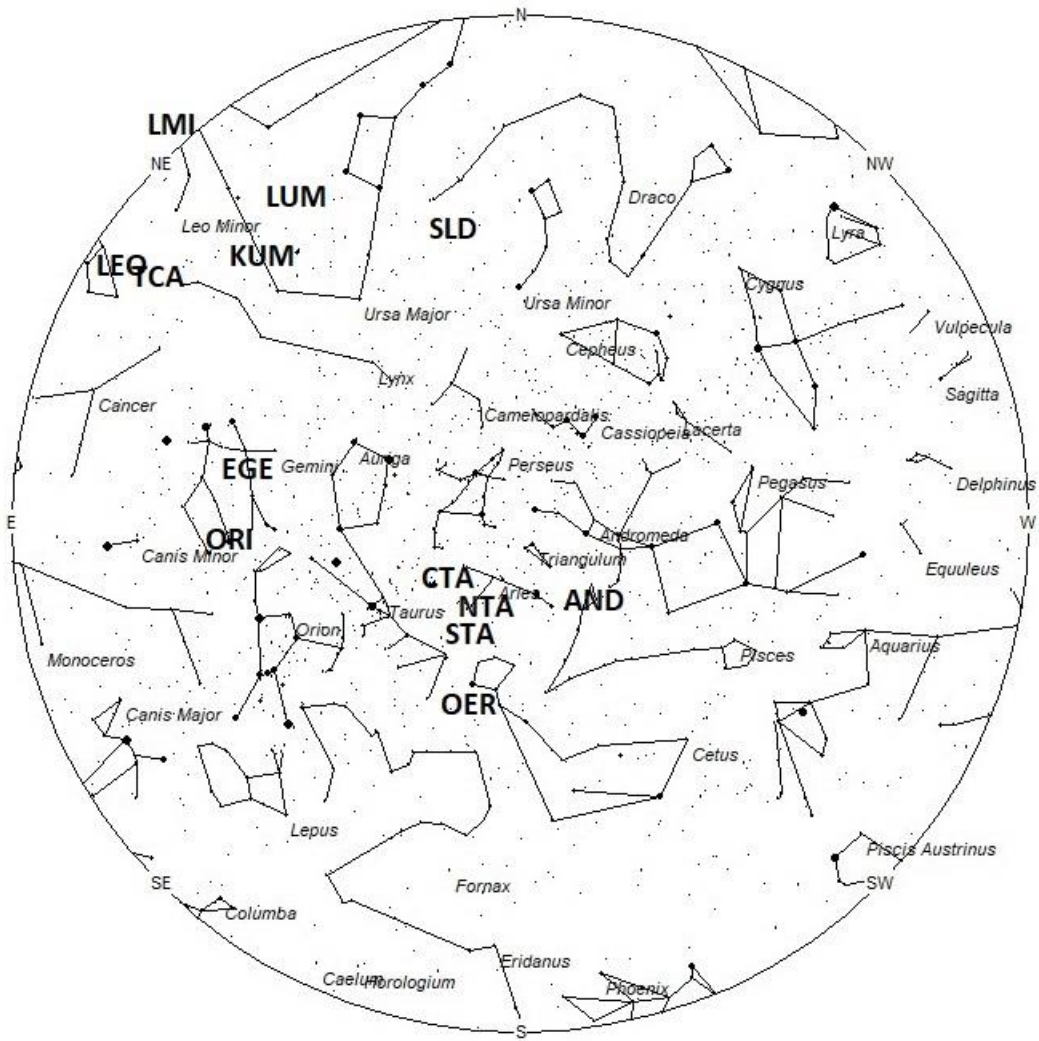 N
LMI
NE
NW
LUM
Draco
Leo Minor
SLD
Lyra
KUM
LEO
TCA
Cygnus
Ursa Major
Ursa Minor
Vulpecula
Cepheus
Lynx
Sagitta
Cancer
Camelopardalis
Cassiopeia
Lacerta
EGE
Gemini
Auriga
Perseus
Pegasus
Delphinus
E
W
ORI
Andromeda
Canis Minor
Triangulum
Equuleus
CTA
Aries
AND
NTA
Taurus
STA
Orion
Aquarius
Monoceros
Pisces
OER
Canis Major
Cetus
Lepus
Piscis Austrinus
SE
SW
Fornax
Columba
Eridanus
Caelum
Horologium
Phoenix
S